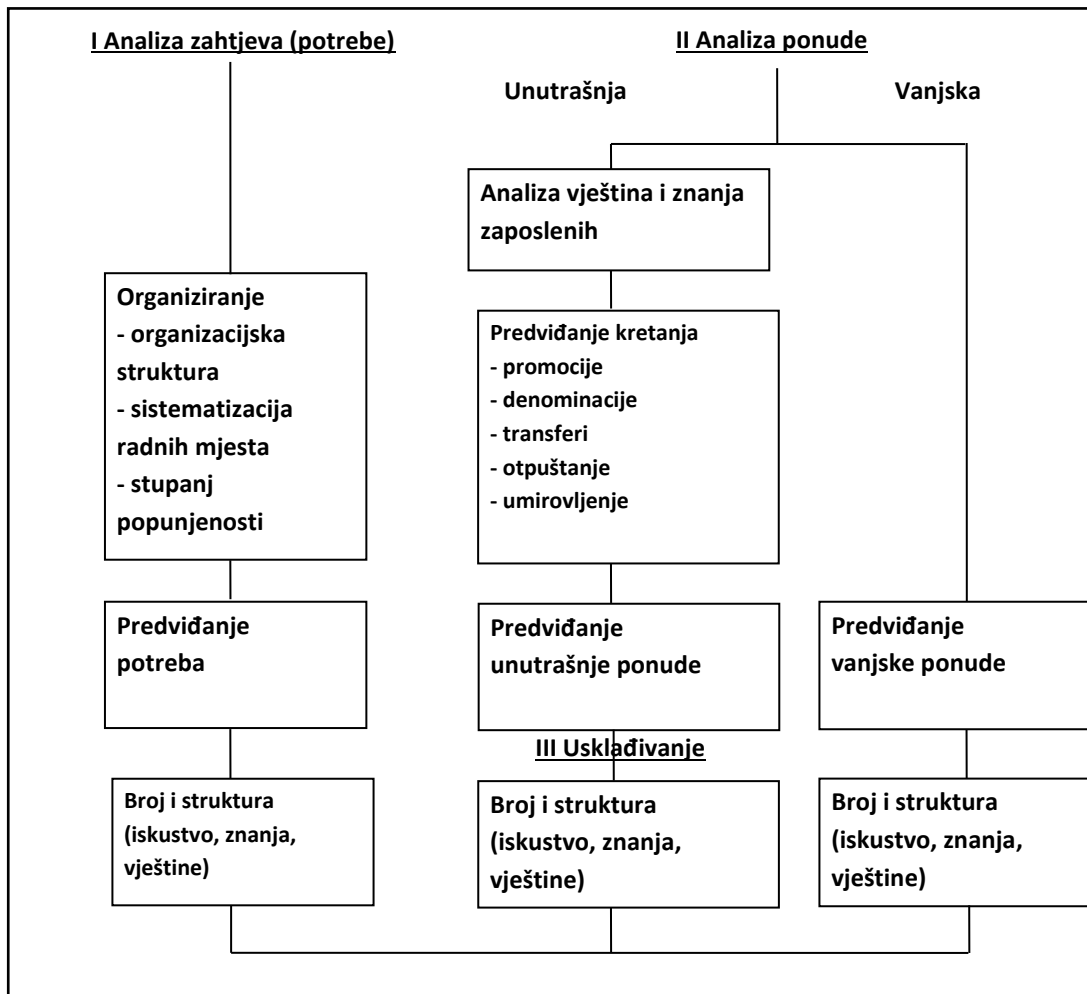 I Analiza zahtjeva (potrebe)
II Analiza ponude
Unutrašnja
Vanjska
Analiza vještina i znanja
zaposlenih
Organiziranje
- organizacijska
struktura
- sistematizacija
radnih mjesta
- stupanj
popunjenosti
Predviđanje kretanja
- promocije
- denominacije
- transferi
- otpuštanje
- umirovljenje
Predviđanje
potreba
Predviđanje
unutrašnje ponude
Predviđanje
vanjske ponude
III Usklađivanje
Broj i struktura
(iskustvo, znanja,
vještine)
Broj i struktura
(iskustvo, znanja,
vještine)
Broj i struktura
(iskustvo, znanja,
vještine)